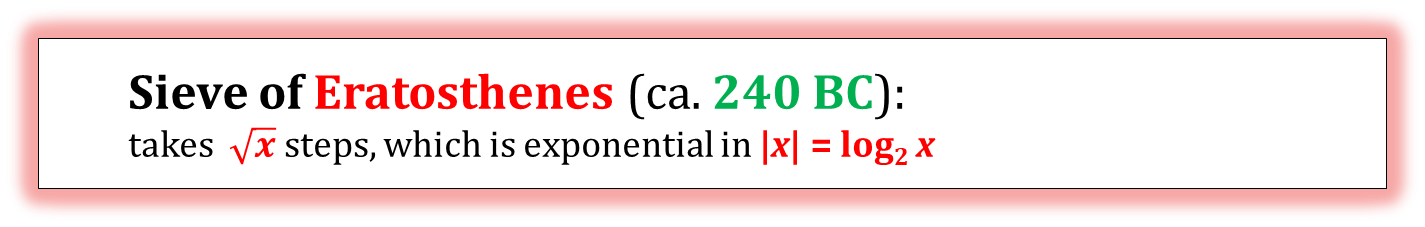 Sieve of Eratosthenes (ca. 240 BC):
takes √x steps, which is exponential in |x| = log₂ x